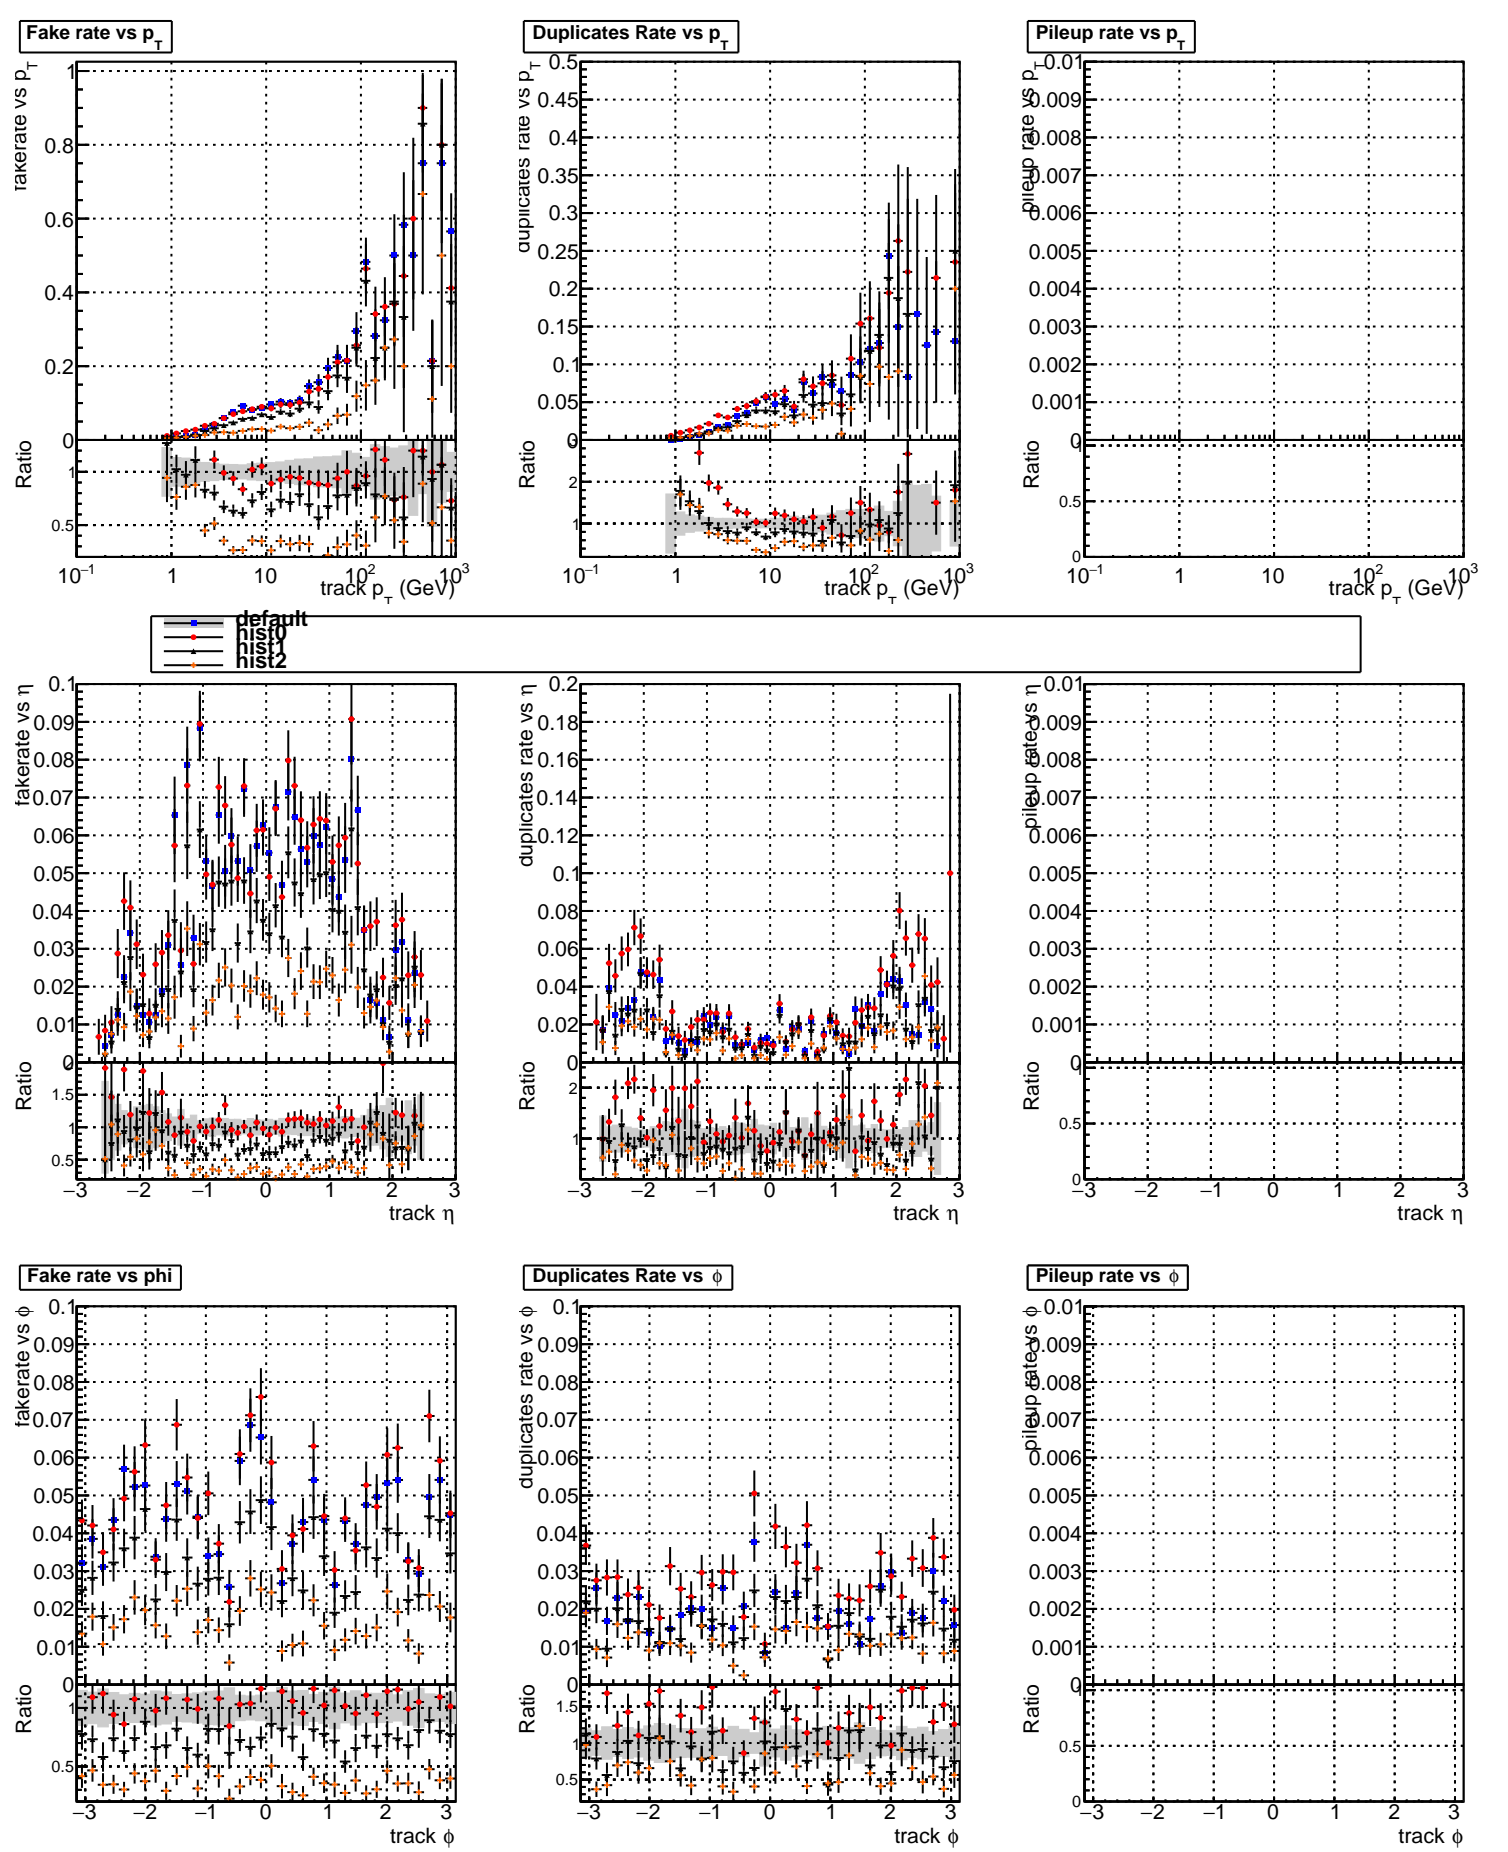 Fake rate vs p_T
Duplicates Rate vs p_T
Pileup rate vs p_T
fakerate vs p_T
1
0.8
0.6
0.4
0.2
0
Ratio
1
0.5
10^−1 1 10 10^2 10^3
track p_T (GeV)
duplicates rate vs p_T
0.5
0.45
0.4
0.35
0.3
0.25
0.2
0.15
0.1
0.05
0
Ratio
2
1
10^−1 1 10 10^2 10^3
track p_T (GeV)
pileup rate vs p_T
0.01
0.009
0.008
0.007
0.006
0.005
0.004
0.003
0.002
0.001
0
Ratio
1
0.5
0
10^−1 1 10 10^2 10^3
track p_T (GeV)
default
hist0
hist1
hist2
fakerate vs η
0.1
0.09
0.08
0.07
0.06
0.05
0.04
0.03
0.02
0.01
0
Ratio
2
1.5
1
0.5
−3 −2 −1 0 1 2 3
track η
duplicates rate vs η
0.2
0.18
0.16
0.14
0.12
0.1
0.08
0.06
0.04
0.02
0
Ratio
2
1
−3 −2 −1 0 1 2 3
track η
pileup rate vs η
0.01
0.009
0.008
0.007
0.006
0.005
0.004
0.003
0.002
0.001
0
Ratio
1
0.5
0
−3 −2 −1 0 1 2 3
track η
Fake rate vs phi
Duplicates Rate vs ϕ
Pileup rate vs ϕ
fakerate vs ϕ
0.1
0.09
0.08
0.07
0.06
0.05
0.04
0.03
0.02
0.01
0
Ratio
1
0.5
−3 −2 −1 0 1 2 3
track ϕ
duplicates rate vs ϕ
0.1
0.09
0.08
0.07
0.06
0.05
0.04
0.03
0.02
0.01
0
Ratio
1.5
1
0.5
−3 −2 −1 0 1 2 3
track ϕ
pileup rate vs ϕ
0.01
0.009
0.008
0.007
0.006
0.005
0.004
0.003
0.002
0.001
0
Ratio
1
0.5
0
−3 −2 −1 0 1 2 3
track ϕ